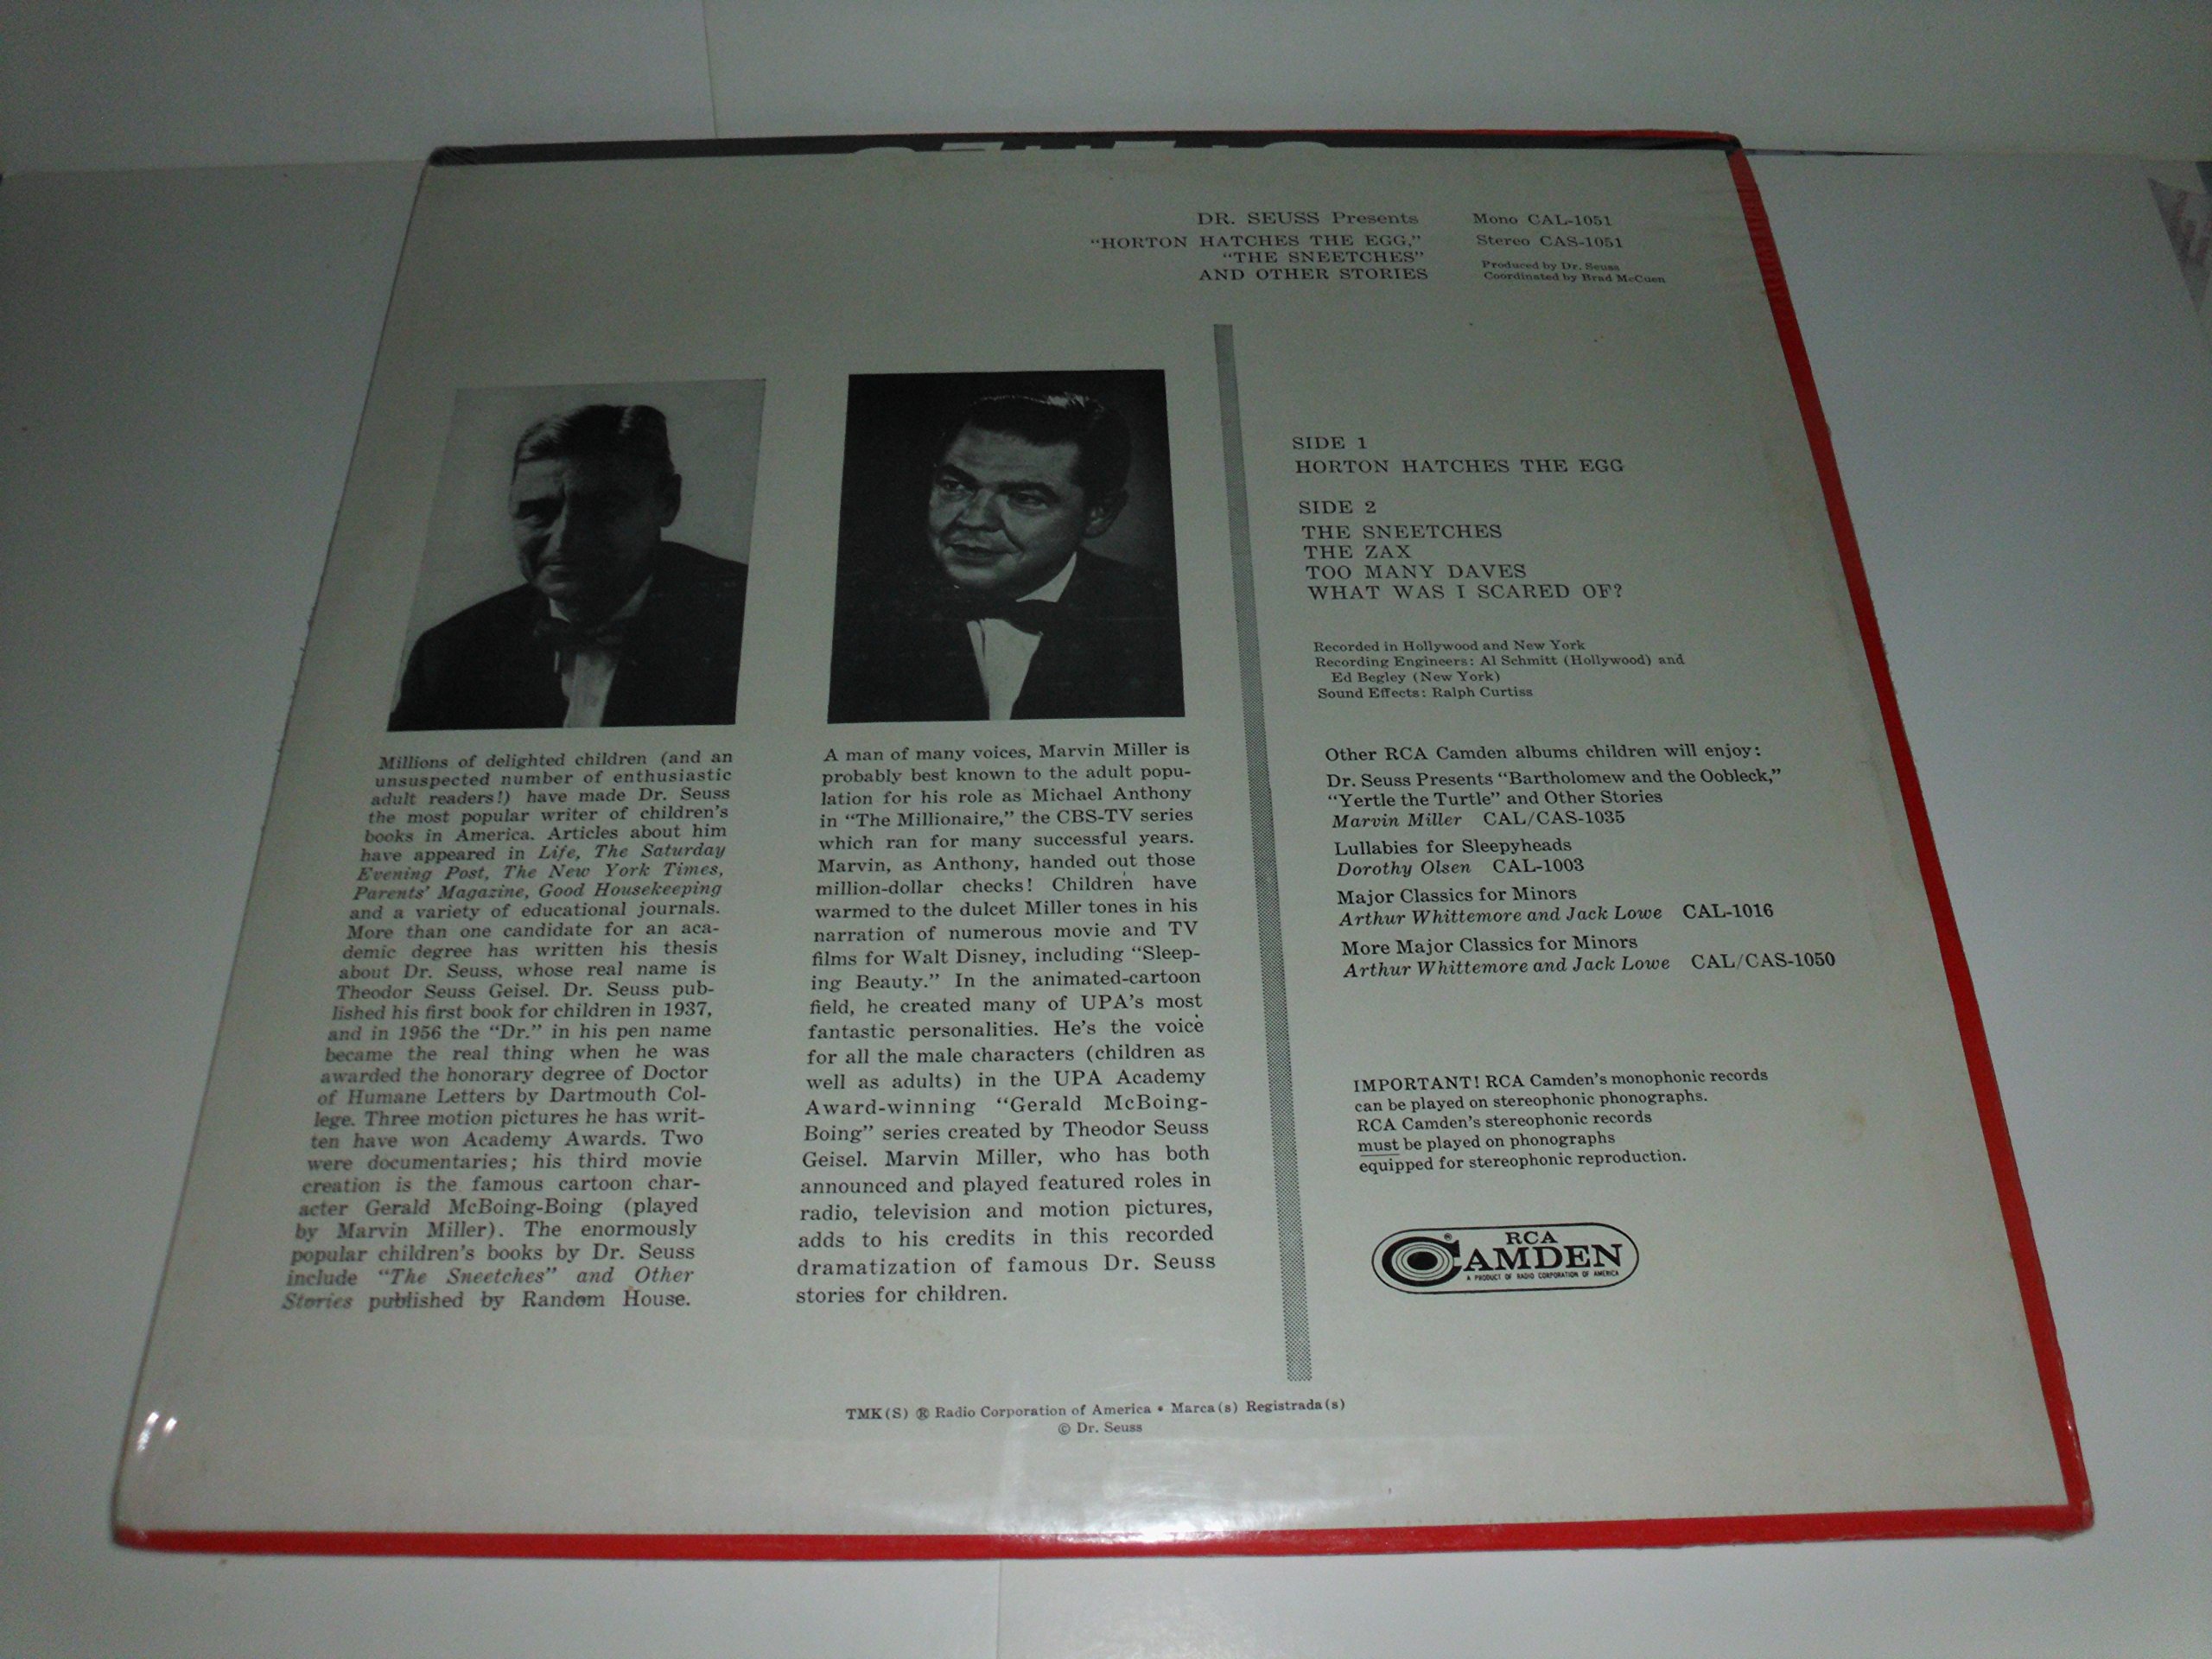 DR. SEUSS Presents
"HORTON HATCHES THE EGG,"
"THE SNEETCHES"
AND OTHER STORIES
Mono CAL-1051
Stereo CAS-1051
Produced by Dr. Seuss
Coordinated by Brad McCuen
Millions of delighted children (and an
unsuspected number of enthusiastic
adult readers!) have made Dr. Seuss
the most popular writer of children's
books in America. Articles about him
have appeared in Life, The Saturday
Evening Post, The New York Times,
Parents' Magazine, Good Housekeeping
and a variety of educational journals.
More than one candidate for an aca-
demic degree has written his thesis
about Dr. Seuss, whose real name is
Theodor Seuss Geisel. Dr. Seuss pub-
lished his first book for children in 1937,
and in 1956 the "Dr." in his pen name
became the real thing when he was
awarded the honorary degree of Doctor
of Humane Letters by Dartmouth Col-
lege. Three motion pictures he has writ-
ten have won Academy Awards. Two
were documentaries; his third movie
creation is the famous cartoon char-
acter Gerald McBoing-Boing (played
by Marvin Miller). The enormously
popular children's books by Dr. Seuss
include "The Sneetches" and Other
Stories published by Random House.
A man of many voices, Marvin Miller is
probably best known to the adult popu-
lation for his role as Michael Anthony
in "The Millionaire," the CBS-TV series
which ran for many successful years.
Marvin, as Anthony, handed out those
million-dollar checks! Children have
warmed to the dulcet Miller tones in his
narration of numerous movie and TV
films for Walt Disney, including "Sleep-
ing Beauty." In the animated-cartoon
field, he created many of UPA's most
fantastic personalities. He's the voice
for all the male characters (children as
well as adults) in the UPA Academy
Award-winning "Gerald McBoing-
Boing" series created by Theodor Seuss
Geisel. Marvin Miller, who has both
announced and played featured roles in
radio, television and motion pictures,
adds to his credits in this recorded
dramatization of famous Dr. Seuss
stories for children.
SIDE 1
HORTON HATCHES THE EGG
SIDE 2
THE SNEETCHES
THE ZAX
TOO MANY DAVES
WHAT WAS I SCARED OF?
Recorded in Hollywood and New York
Recording Engineers: Al Schmitt (Hollywood) and
Ed Begley (New York)
Sound Effects: Ralph Curtiss
Other RCA Camden albums children will enjoy:
Dr. Seuss Presents "Bartholomew and the Oobleck,"
"Yertle the Turtle" and Other Stories
Marvin Miller CAL/CAS-1035
Lullabies for Sleepyheads
Dorothy Olsen CAL-1003
Major Classics for Minors
Arthur Whittemore and Jack Lowe CAL-1016
More Major Classics for Minors
Arthur Whittemore and Jack Lowe CAL/CAS-1050
IMPORTANT! RCA Camden's monophonic records
can be played on stereophonic phonographs.
RCA Camden's stereophonic records
must be played on phonographs
equipped for stereophonic reproduction.
RCA
CAMDEN ®
A PRODUCT OF RADIO CORPORATION OF AMERICA
TMK(S) ® Radio Corporation of America • Marca(s) Registrada(s)
© Dr. Seuss